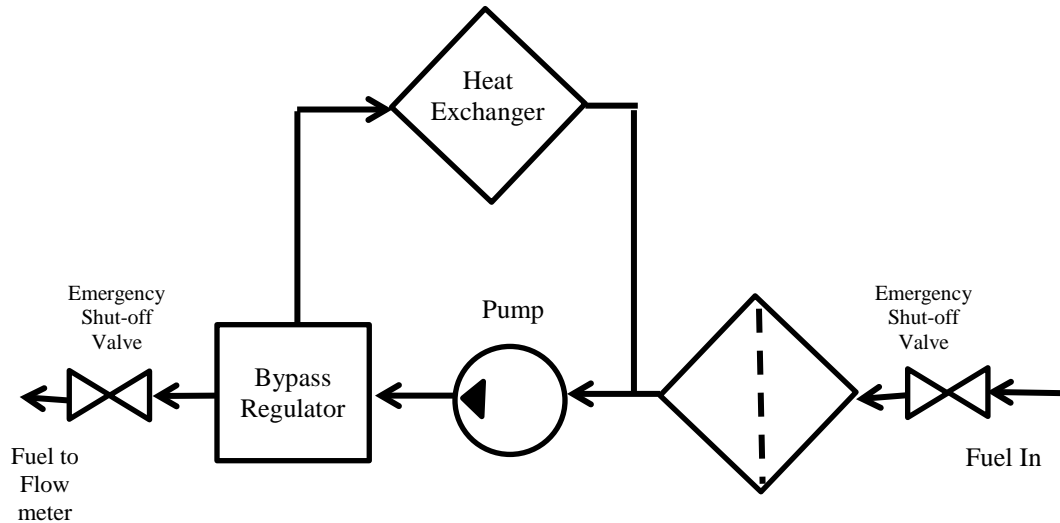 Heat
Exchanger
Emergency
Shut-off
Valve
Pump
Emergency
Shut-off
Valve
Bypass
Regulator
Fuel to
Flow
meter
Fuel In